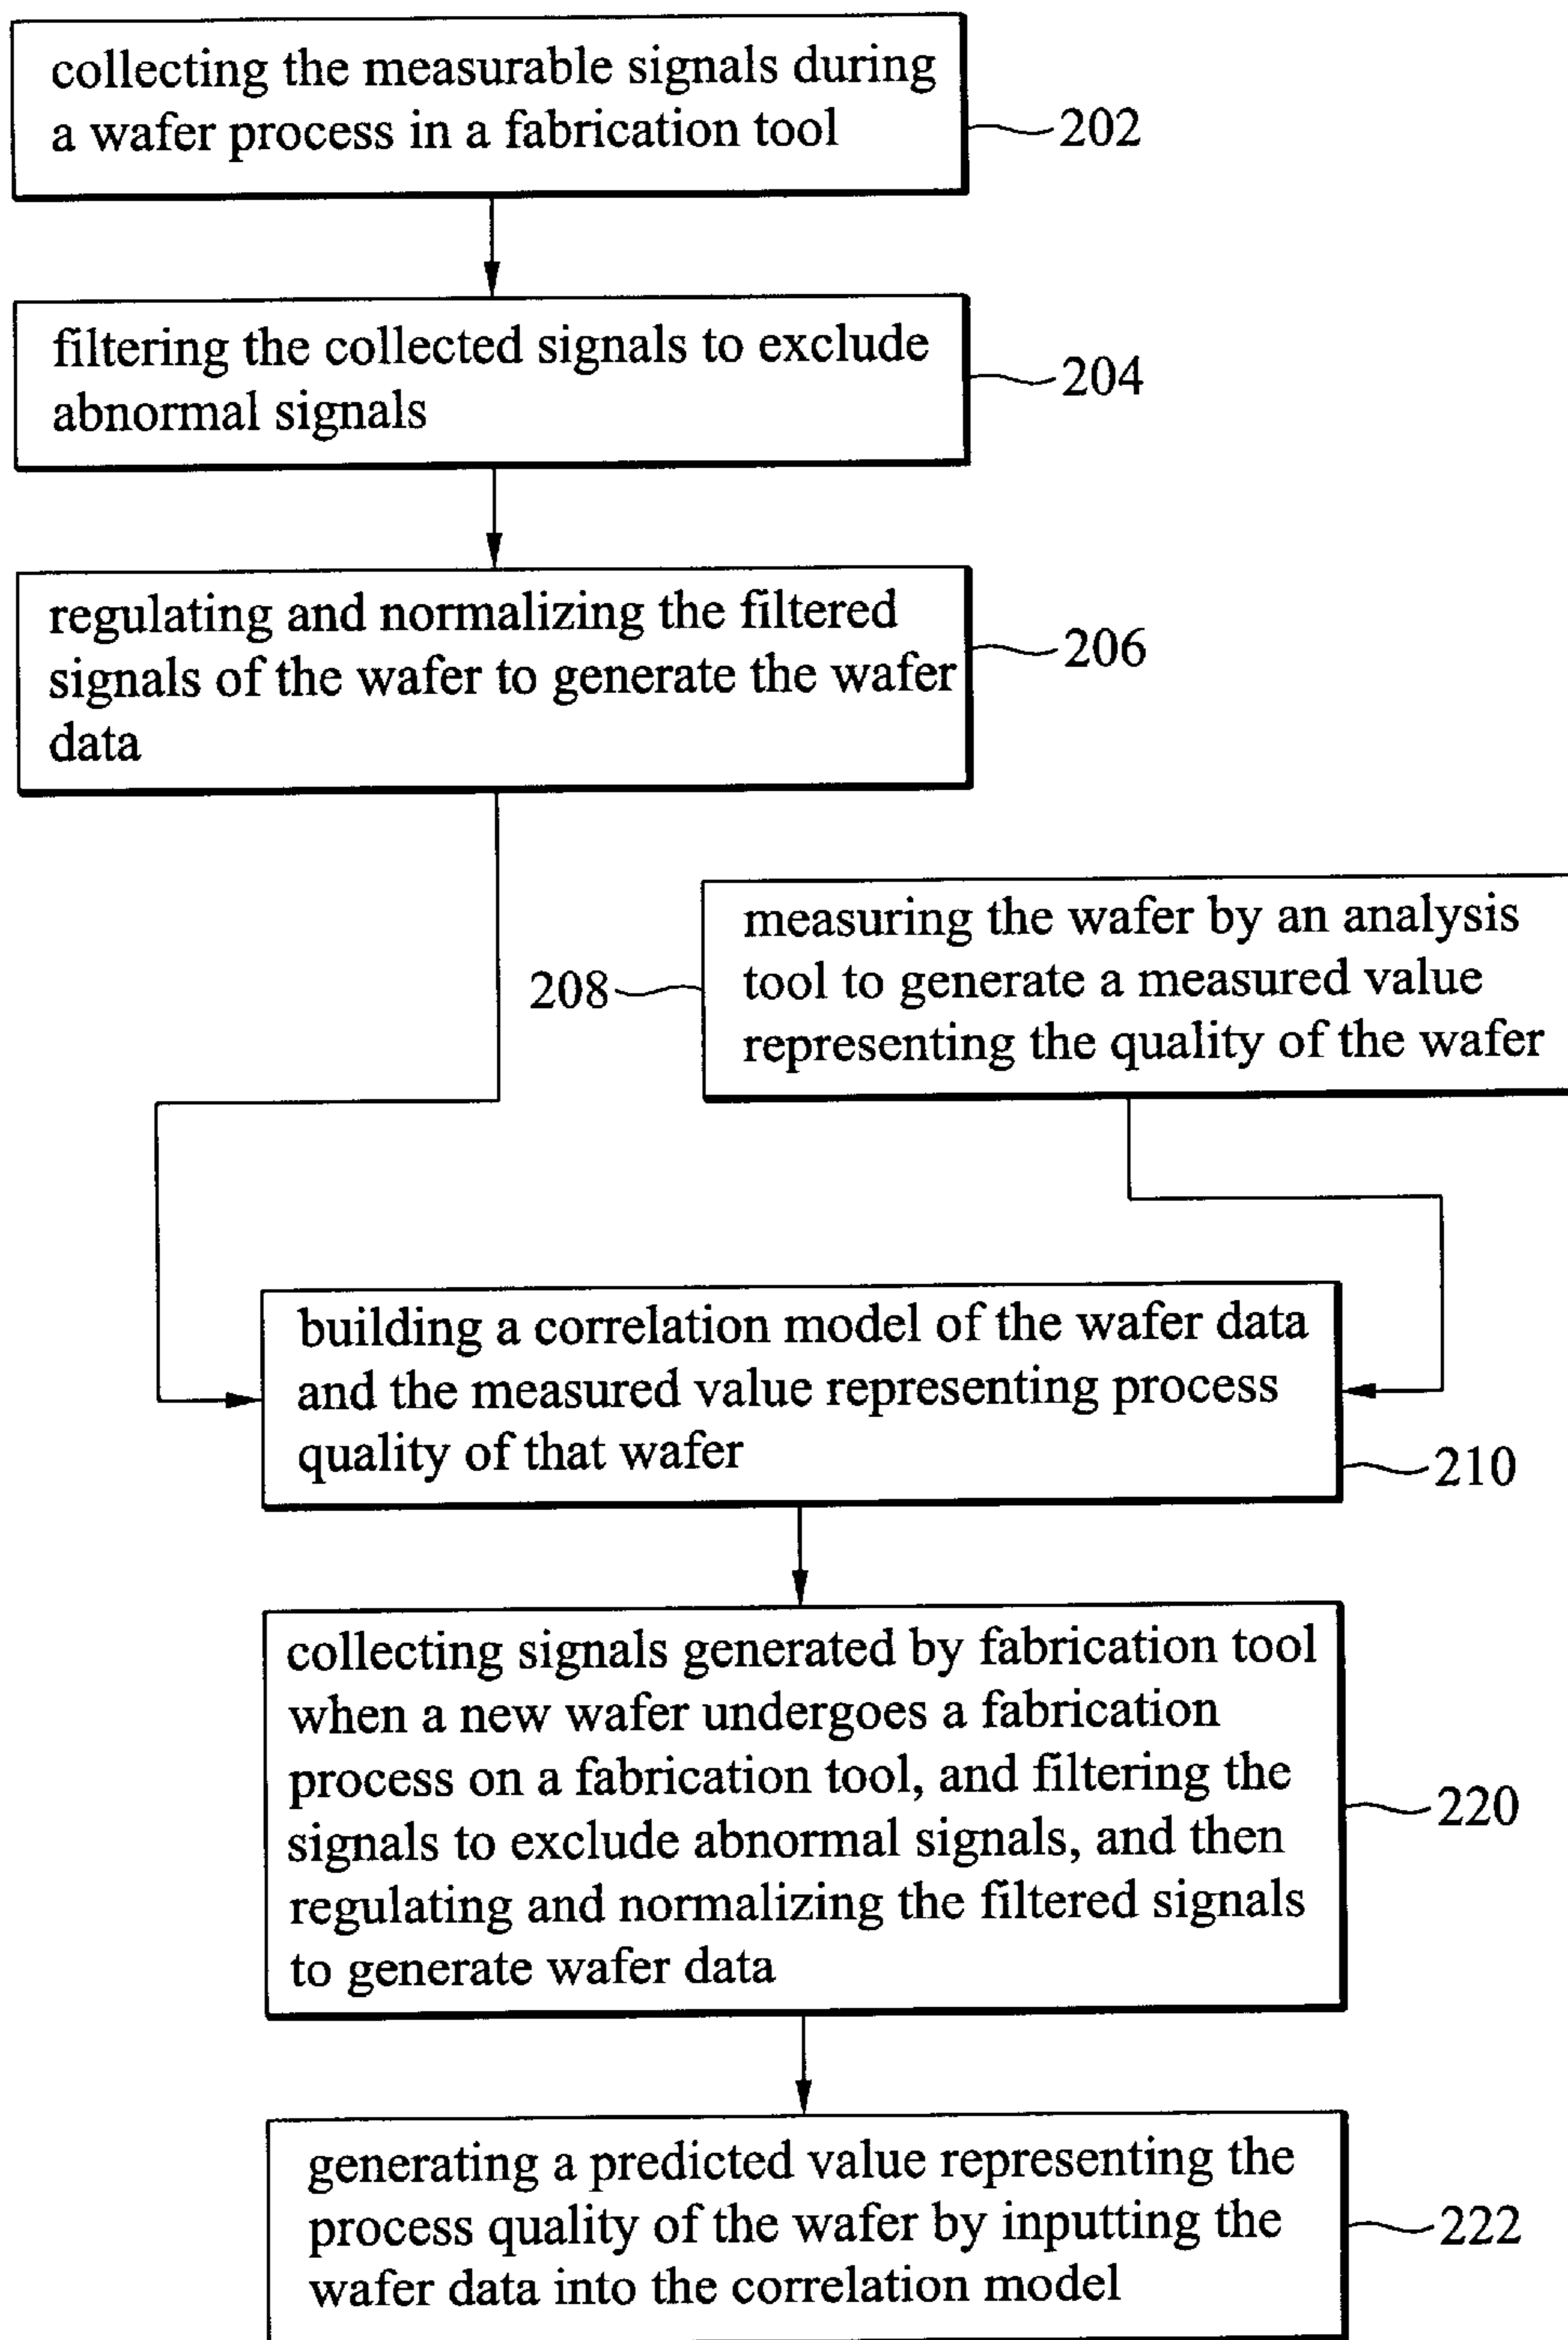 collecting the measurable signals during
a wafer process in a fabrication tool
202
filtering the collected signals to exclude
abnormal signals
204
regulating and normalizing the filtered
signals of the wafer to generate the wafer
data
206
measuring the wafer by an analysis
tool to generate a measured value
representing the quality of the wafer
208
building a correlation model of the wafer data
and the measured value representing process
quality of that wafer
210
collecting signals generated by fabrication tool
when a new wafer undergoes a fabrication
process on a fabrication tool, and filtering the
signals to exclude abnormal signals, and then
regulating and normalizing the filtered signals
to generate wafer data
220
generating a predicted value representing the
process quality of the wafer by inputting the
wafer data into the correlation model
222